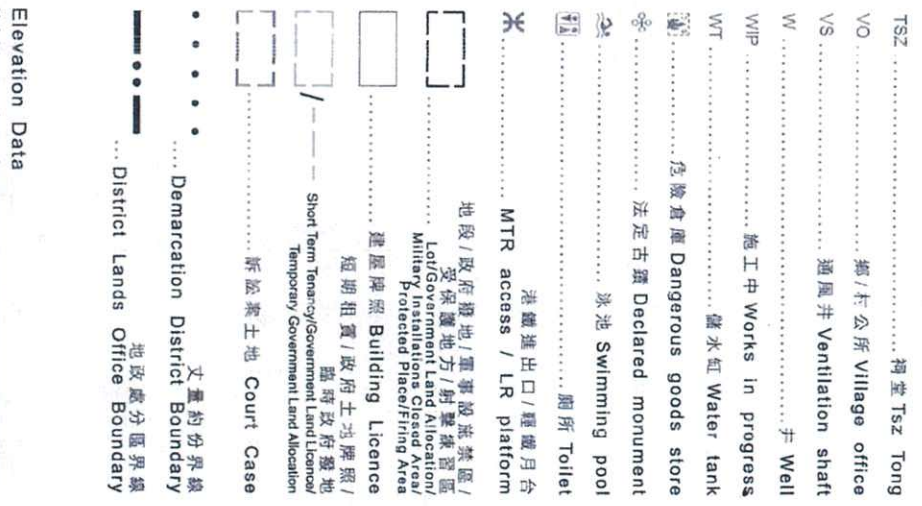 TSZ ........ 祠堂 Tsz Tong
VO ........ 鄉/村公所 Village office
VS ........ 通風井 Ventilation shaft
W ........ 井 Well
WIP ........ 施工中 Works in progress
WT ........ 儲水缸 Water tank
........ 危險倉庫 Dangerous goods store
........ 法定古蹟 Declared monument
........ 泳池 Swimming pool
........ 廁所 Toilet
港鐵進出口/輕鐵月台
........ MTR access / LR platform
地段/政府撥地/軍事設施禁區/
受保護地方/射擊練習區
........ Lot/Government Land Allocation/
Military Installations Closed Area/
Protected Place/Firing Area
........ 建屋牌照 Building Licence
短期租賃/政府土地牌照/
臨時政府撥地
Short Term Tenancy/Government Land Licence/
Temporary Government Land Allocation
........ 訴訟案土地 Court Case
丈量約份界線
.... Demarcation District Boundary
地政處分區界線
... District Lands Office Boundary
Elevation Data